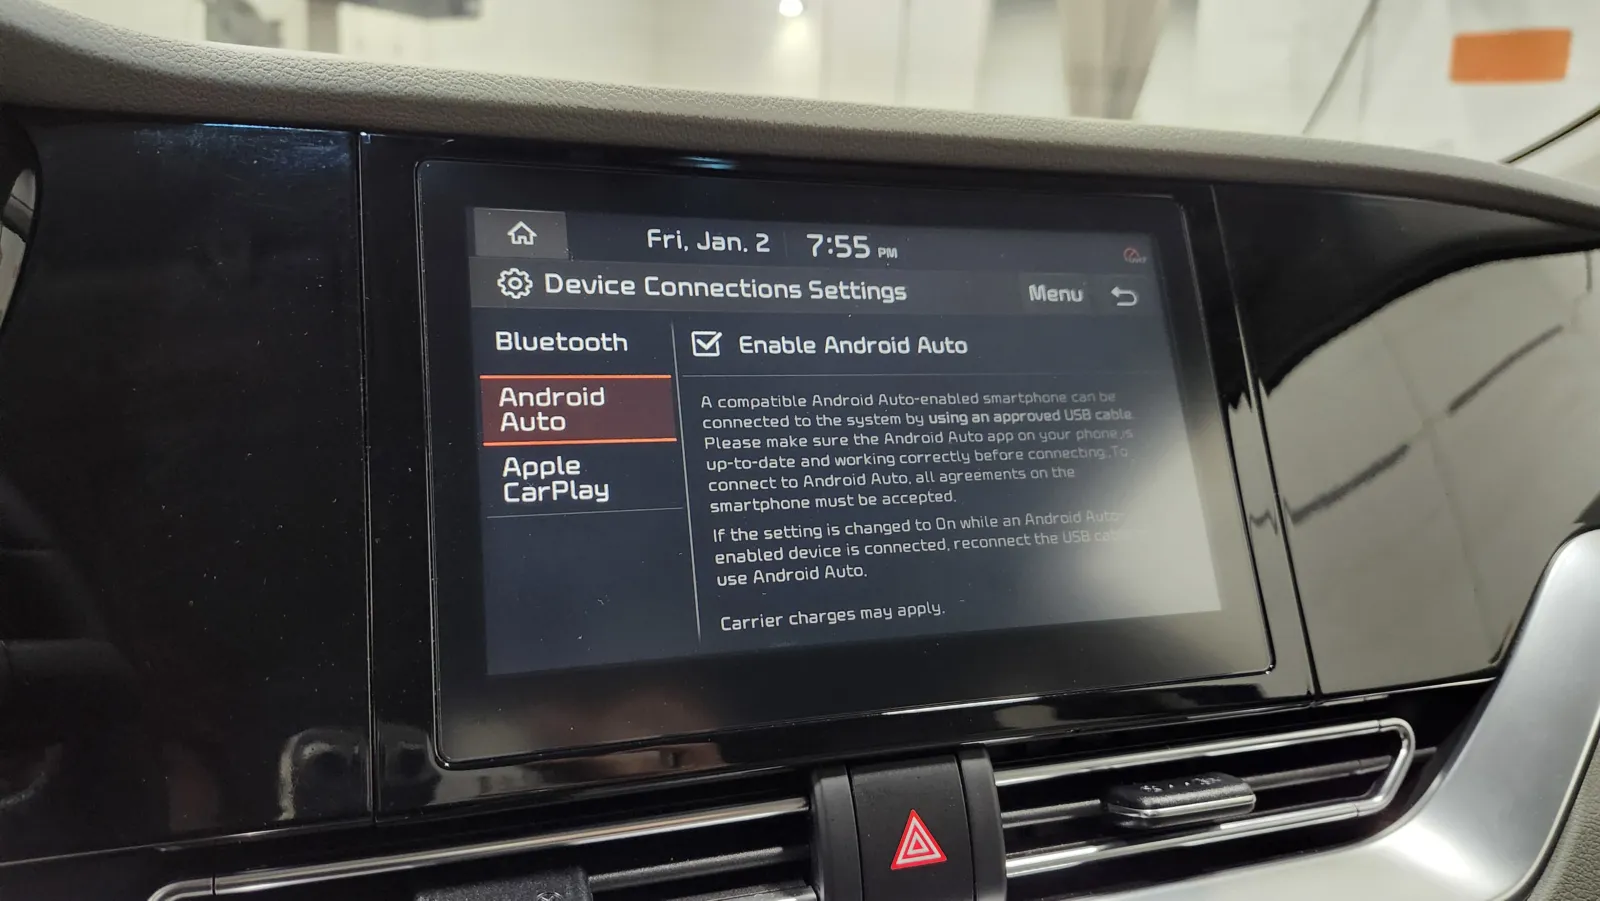 Fri, Jan. 2 7:55 PM
Device Connections Settings Menu
Bluetooth
Android
Auto
Apple
CarPlay
Enable Android Auto
A compatible Android Auto-enabled smartphone can be
connected to the system by using an approved USB cable.
Please make sure the Android Auto app on your phone is
up-to-date and working correctly before connecting. To
connect to Android Auto, all agreements on the
smartphone must be accepted.
If the setting is changed to On while an Android Auto-
enabled device is connected, reconnect the USB
use Android Auto.
Carrier charges may apply.